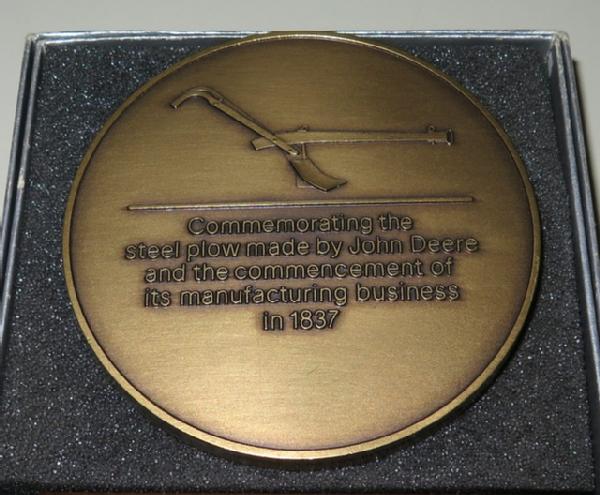 Commemorating the
steel plow made by John Deere
and the commencement of
its manufacturing business
in 1837